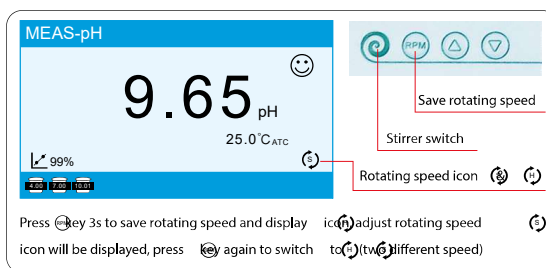 MEAS-pH
9.65 pH
25.0°C ATC
99%
S
4.00 7.00 10.01
RPM
Save rotating speed
Stirrer switch
Rotating speed icon & H
Press key 3s to save rotating speed and display icon, adjust rotating speed S
icon will be displayed, press key again to switch to H (two different speed)